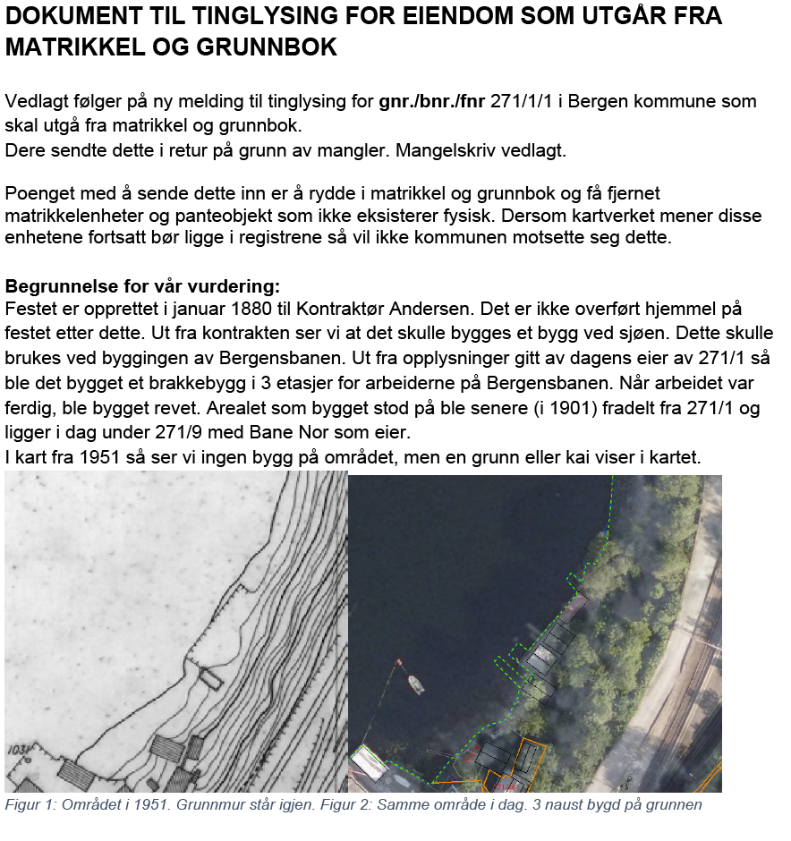 DOKUMENT TIL TINGLYSING FOR EIENDOM SOM UTGÅR FRA
MATRIKKEL OG GRUNNBOK
Vedlagt følger på ny melding til tinglysing for gnr./bnr./fnr 271/1/1 i Bergen kommune som
skal utgå fra matrikkel og grunnbok.
Dere sendte dette i retur på grunn av mangler. Mangelskriv vedlagt.
Poenget med å sende dette inn er å rydde i matrikkel og grunnbok og få fjernet
matrikkelenheter og panteobjekt som ikke eksisterer fysisk. Dersom kartverket mener disse
enhetene fortsatt bør ligge i registrene så vil ikke kommunen motsette seg dette.
Begrunnelse for vår vurdering:
Festet er opprettet i januar 1880 til Kontraktør Andersen. Det er ikke overført hjemmel på
festet etter dette. Ut fra kontrakten ser vi at det skulle bygges et bygg ved sjøen. Dette skulle
brukes ved byggingen av Bergensbanen. Ut fra opplysninger gitt av dagens eier av 271/1 så
ble det bygget et brakkebygg i 3 etasjer for arbeiderne på Bergensbanen. Når arbeidet var
ferdig, ble bygget revet. Arealet som bygget stod på ble senere (i 1901) fradelt fra 271/1 og
ligger i dag under 271/9 med Bane Nor som eier.
I kart fra 1951 så ser vi ingen bygg på området, men en grunn eller kai viser i kartet.
Figur 1: Området i 1951. Grunnmur står igjen. Figur 2: Samme område i dag. 3 naust bygd på grunnen